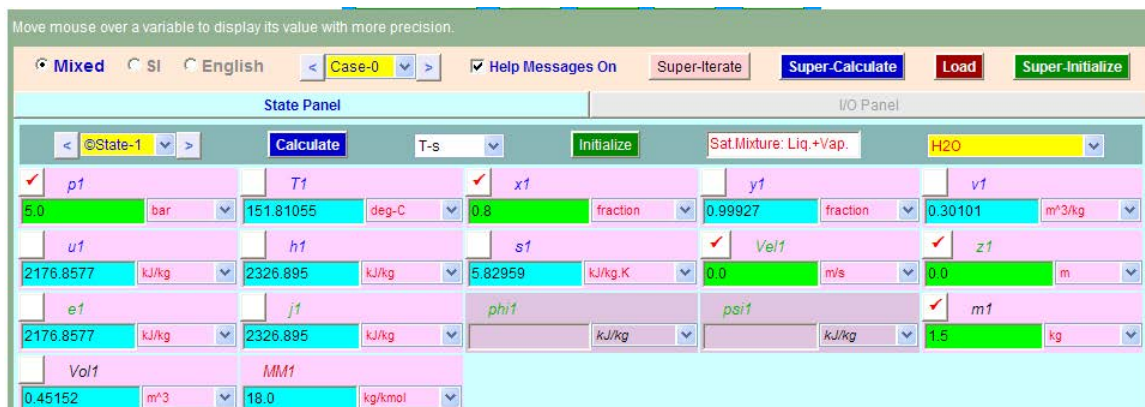 Move mouse over a variable to display its value with more precision.
Mixed SI English < Case-0 > Help Messages On Super-Iterate Super-Calculate Load Super-Initialize
State Panel I/O Panel
< ©State-1 > Calculate T-s Initialize Sat.Mixture: Liq.+Vap. H2O
p1 T1 x1 y1 v1
5.0 bar 151.81055 deg-C 0.8 fraction 0.99927 fraction 0.30101 m^3/kg
u1 h1 s1 Vel1 z1
2176.8577 kJ/kg 2326.895 kJ/kg 5.82959 kJ/kg.K 0.0 m/s 0.0 m
e1 j1 phi1 psi1 m1
2176.8577 kJ/kg 2326.895 kJ/kg kJ/kg kJ/kg 1.5 kg
Vol1 MM1
0.45152 m^3 18.0 kg/kmol